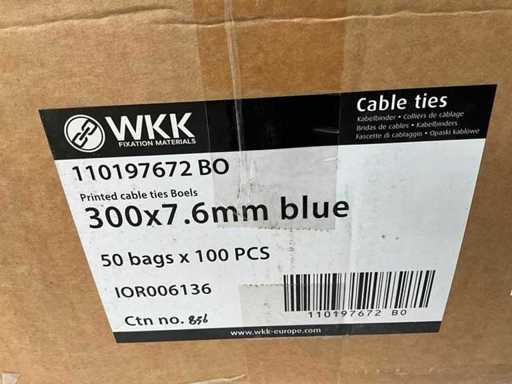 WKK
FIXATION MATERIALS
Cable ties
Kabelbinder • Colliers de câblage
Bridas de cables • Kabelbinders
Fascette di cablaggio • Opaski kablowe
110197672 BO
Printed cable ties Boels
300x7.6mm blue
50 bags x 100 PCS
IOR006136
110197672 BO
Ctn no. 856
www.wkk-europe.com